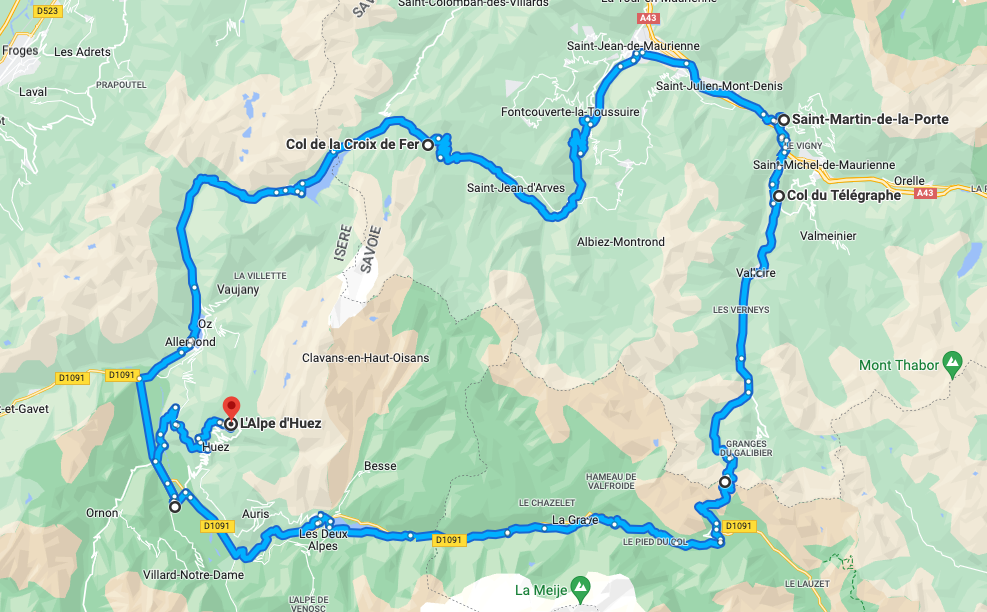 Saint-Colomban-des-Villards
SAV
D523
A43
Froges
Les Adrets
Saint-Jean-de-Maurienne
PRAPOUTEL
Saint-Julien-Mont-Denis
Laval
Fontcouverte-la-Toussuire
Saint-Martin-de-la-Porte
Col de la Croix de Fer
LE VIGNY
Saint-Michel-de-Maurienne
Orelle
Saint-Jean-d'Arves
A43
Col du Télégraphe
ISERE
SAVOIE
Valmeinier
Albiez-Montrond
LA VILLETTE
Valloire
Vaujany
LES VERNEYS
Oz
Allemond
Clavans-en-Haut-Oisans
Mont Thabor
D1091
D1091
t-et-Gavet
L'Alpe d'Huez
Huez
GRANGES
DU GALIBIER
Besse
HAMEAU DE
VALFROIDE
LE CHAZELET
Ornon
Auris
La Grave
D1091
D1091
Les Deux
Alpes
D1091
LE PIED DU COL
Villard-Notre-Dame
LE LAUZET
La Meije
L'ALPE DE
VENOSC